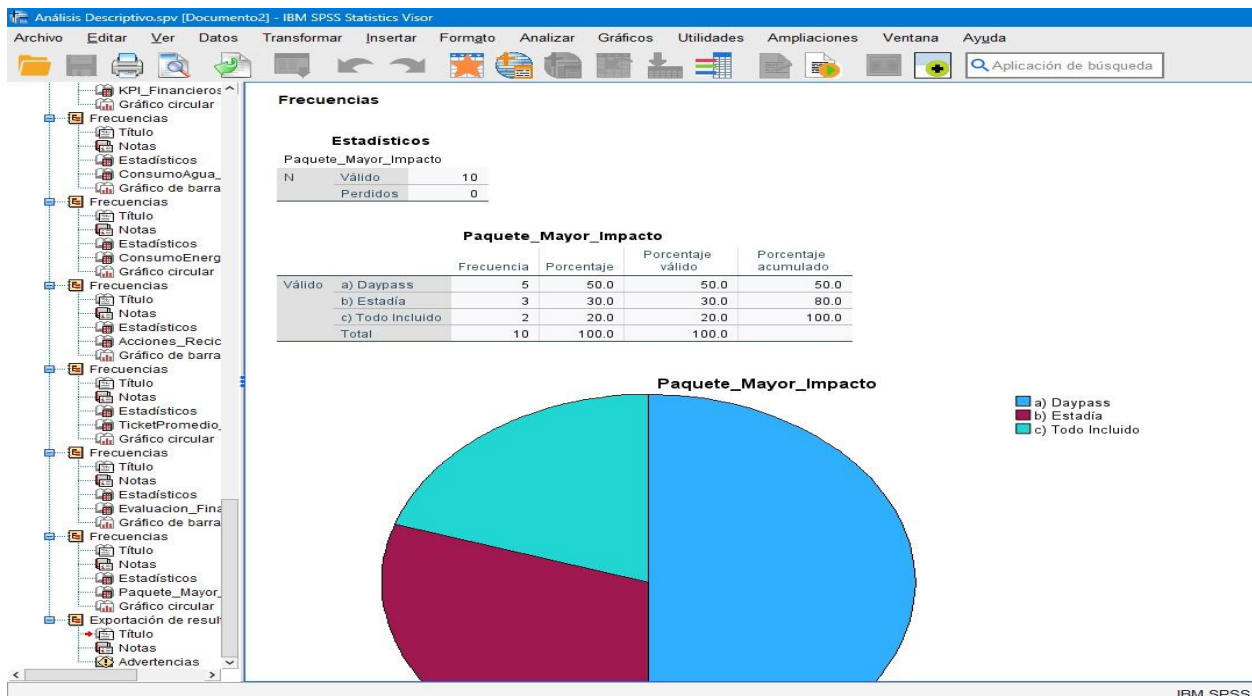 Análisis Descriptivo.spv [Documento2] - IBM SPSS Statistics Visor
Archivo Editar Ver Datos Transformar Insertar Formato Analizar Gráficos Utilidades Ampliaciones Ventana Ayuda
Aplicación de búsqueda
KPI_Financieros
Gráfico circular
Frecuencias
Título
Notas
Estadísticos
ConsumoAgua_
Gráfico de barra
Frecuencias
Título
Notas
Estadísticos
ConsumoEnerg
Gráfico circular
Frecuencias
Título
Notas
Estadísticos
Acciones_Recic
Gráfico de barra
Frecuencias
Título
Notas
Estadísticos
TicketPromedio_
Gráfico circular
Frecuencias
Título
Notas
Estadísticos
Evaluacion_Fina
Gráfico de barra
Frecuencias
Título
Notas
Estadísticos
Paquete_Mayor_
Gráfico circular
Exportación de result
Título
Notas
Advertencias
Frecuencias
Estadísticos
Paquete_Mayor_Impacto
N Válido 10
Perdidos 0
Paquete_Mayor_Impacto
Frecuencia Porcentaje Porcentaje válido Porcentaje acumulado
Válido a) Daypass 5 50.0 50.0 50.0
b) Estadía 3 30.0 30.0 80.0
c) Todo Incluido 2 20.0 20.0 100.0
Total 10 100.0 100.0
Paquete_Mayor_Impacto
a) Daypass
b) Estadía
c) Todo Incluido
IBM SPSS